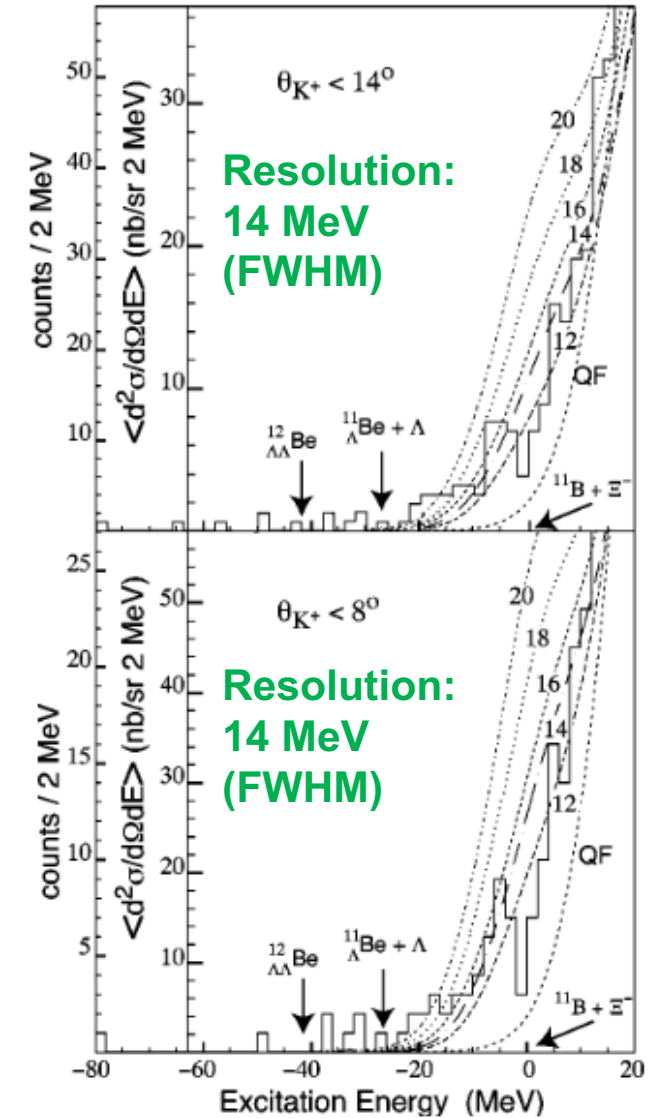 counts / 2 MeV
<d²σ/dΩdE> (nb/sr 2 MeV)
50
40
30
20
10
30
20
10
θK+ < 14°
Resolution:
14 MeV
(FWHM)
20
18
16
14
12
QF
12ΛΛBe
11ΛBe + Λ
11B + Ξ−
counts / 2 MeV
<d²σ/dΩdE> (nb/sr 2 MeV)
25
20
15
10
5
50
40
30
20
10
θK+ < 8°
Resolution:
14 MeV
(FWHM)
20
18
16
14
12
QF
12ΛΛBe
11ΛBe + Λ
11B + Ξ−
−80 −60 −40 −20 0 20
Excitation Energy (MeV)